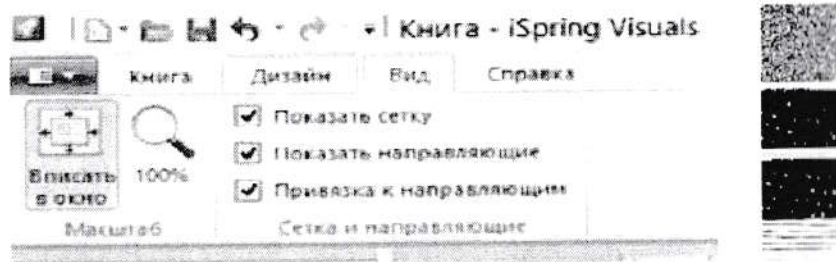 Книга - iSpring Visuals
Книга Дизайн Вид Справка
Показать сетку
Показать направляющие
Привязка к направляющим
Вписать в окно
100%
Масштаб
Сетка и направляющие